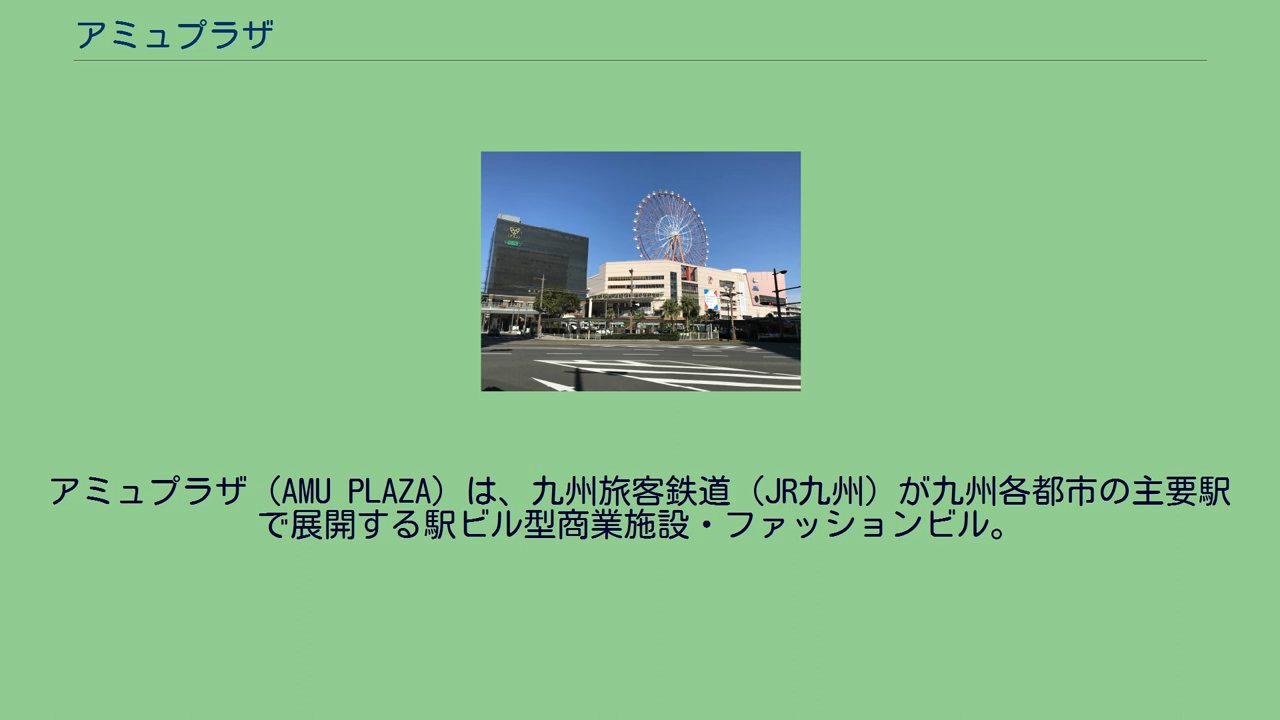 アミュプラザ
アミュプラザ（AMU PLAZA）は、九州旅客鉄道（JR九州）が九州各都市の主要駅
で展開する駅ビル型商業施設・ファッションビル。